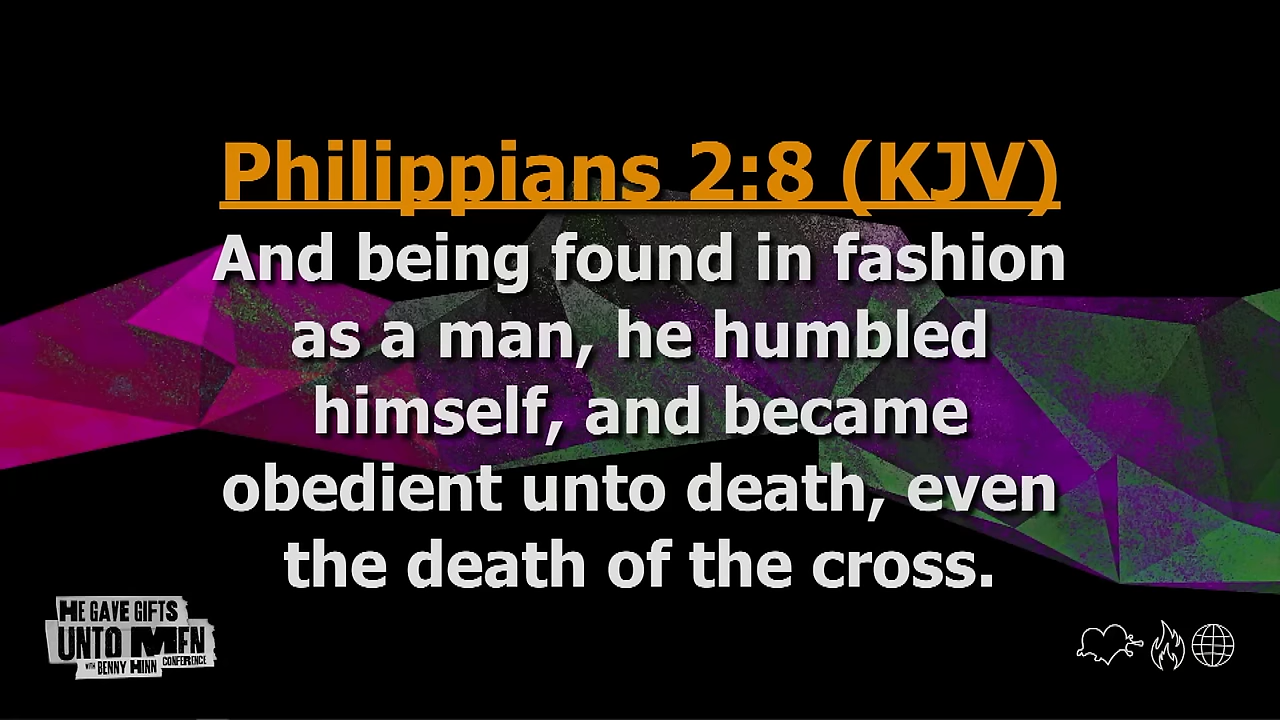 Philippians 2:8 (KJV)
And being found in fashion
as a man, he humbled
himself, and became
obedient unto death, even
the death of the cross.
HE GAVE GIFTS
UNTO MEN
WITH BENNY HINN CONFERENCE